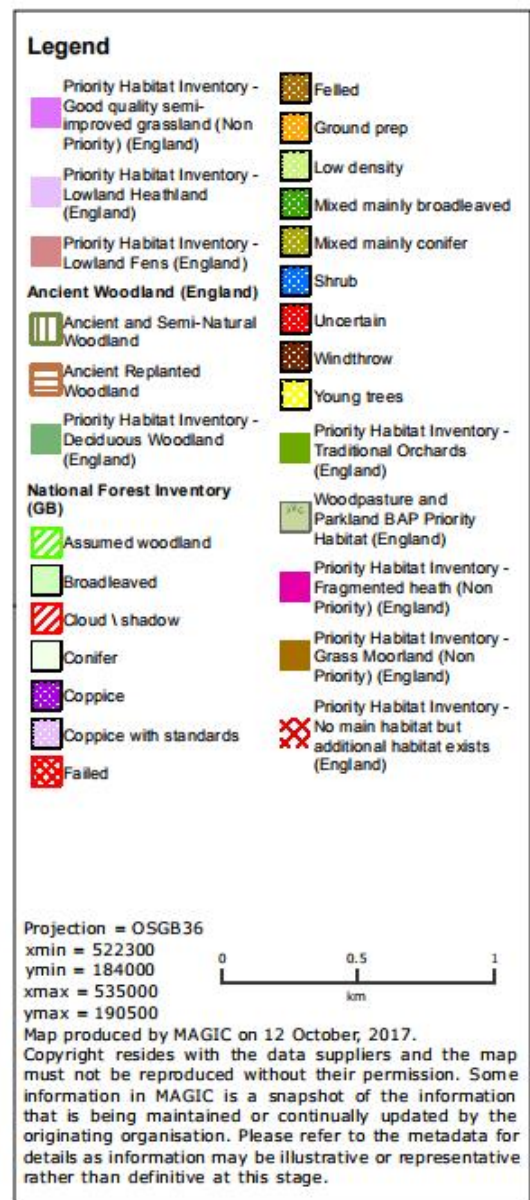 Legend
Priority Habitat Inventory -
Good quality semi-
improved grassland (Non
Priority) (England)
Priority Habitat Inventory -
Lowland Heathland
(England)
Priority Habitat Inventory -
Lowland Fens (England)
Ancient Woodland (England)
Ancient and Semi-Natural
Woodland
Ancient Replanted
Woodland
Priority Habitat Inventory -
Deciduous Woodland
(England)
National Forest Inventory
(GB)
Assumed woodland
Broadleaved
Cloud \ shadow
Conifer
Coppice
Coppice with standards
Failed
Felled
Ground prep
Low density
Mixed mainly broadleaved
Mixed mainly conifer
Shrub
Uncertain
Windthrow
Young trees
Priority Habitat Inventory -
Traditional Orchards
(England)
Woodpasture and
Parkland BAP Priority
Habitat (England)
Priority Habitat Inventory -
Fragmented heath (Non
Priority) (England)
Priority Habitat Inventory -
Grass Moorland (Non
Priority) (England)
Priority Habitat Inventory -
No main habitat but
additional habitat exists
(England)
Projection = OSGB36
xmin = 522300
ymin = 184000
xmax = 535000
ymax = 190500
0 0.5 1
km
Map produced by MAGIC on 12 October, 2017.
Copyright resides with the data suppliers and the map
must not be reproduced without their permission. Some
information in MAGIC is a snapshot of the information
that is being maintained or continually updated by the
originating organisation. Please refer to the metadata for
details as information may be illustrative or representative
rather than definitive at this stage.